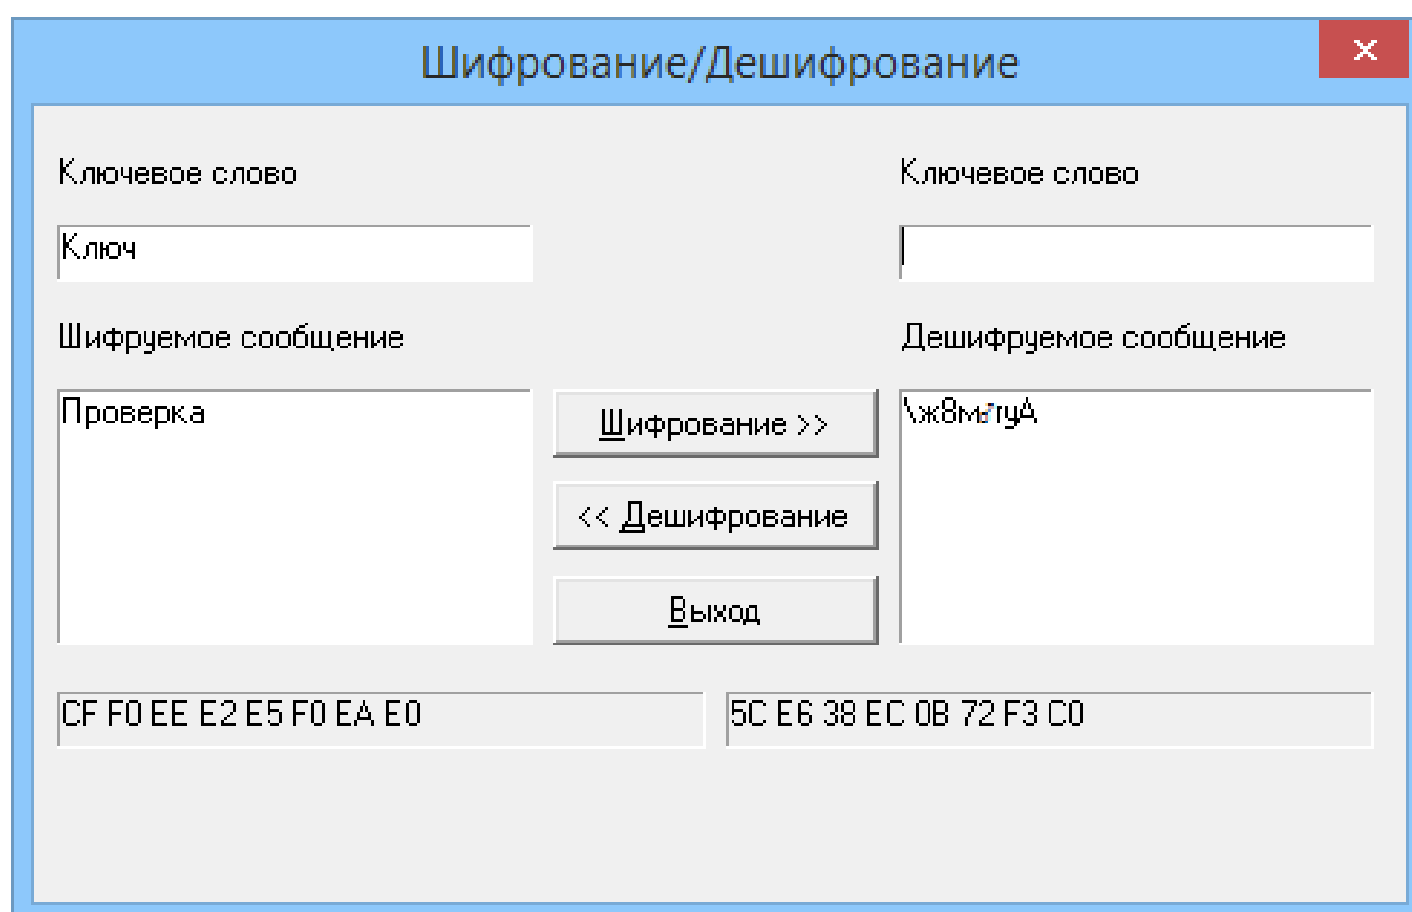 Шифрование/Дешифрование
Ключевое слово
Ключ
Шифруемое сообщение
Проверка
Шифрование >>
<< Дешифрование
Выход
Ключевое слово
Дешифруемое сообщение
CF F0 EE E2 E5 F0 EA E0
5C E6 38 EC 0B 72 F3 C0